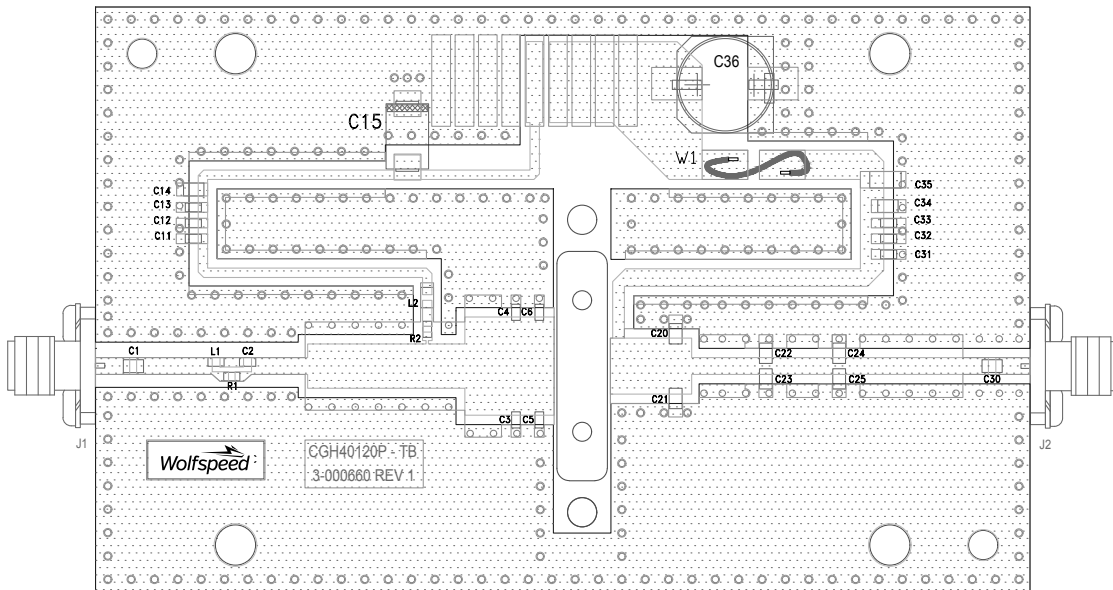 C36
C15
W1
C14
C35
C13
C34
C12
C33
C11
C32
C31
L2
C4 C6
R2
C20
C1
L1 C2
C22 C24
R1
C23 C25
C30
C21
C3 C5
J1
J2
Wolfspeed
CGH40120P - TB
3-000660 REV 1